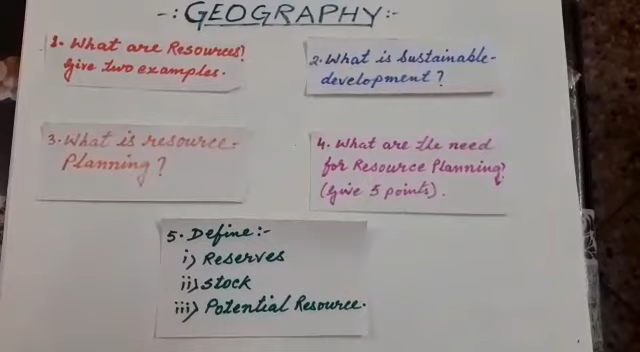 -: GEOGRAPHY :-
1. What are Resources?
Give two examples.
2. What is Sustainable-
development?
3. What is resource-
Planning?
4. What are the need
for Resource Planning?
(Give 5 points).
5. Define:-
i) Reserves
ii) Stock
iii) Potential Resource.